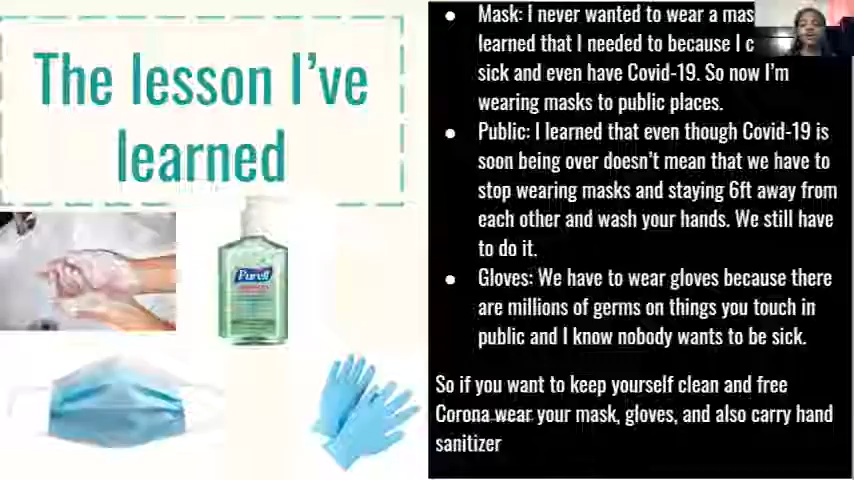 The lesson I've
learned
Purell
Mask: I never wanted to wear a mas
learned that I needed to because I c
sick and even have Covid-19. So now I'm
wearing masks to public places.
Public: I learned that even though Covid-19 is
soon being over doesn't mean that we have to
stop wearing masks and staying 6ft away from
each other and wash your hands. We still have
to do it.
Gloves: We have to wear gloves because there
are millions of germs on things you touch in
public and I know nobody wants to be sick.
So if you want to keep yourself clean and free
Corona wear your mask, gloves, and also carry hand
sanitizer